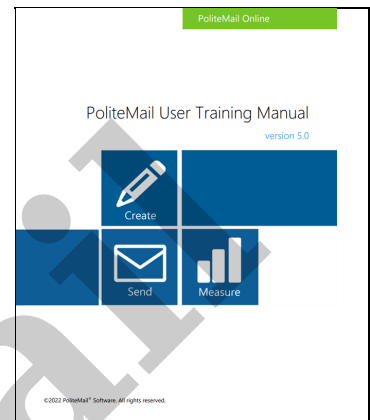 PoliteMail Online
PoliteMail User Training Manual
version 5.0
Create
Send
Measure
©2022 PoliteMail® Software. All rights reserved.